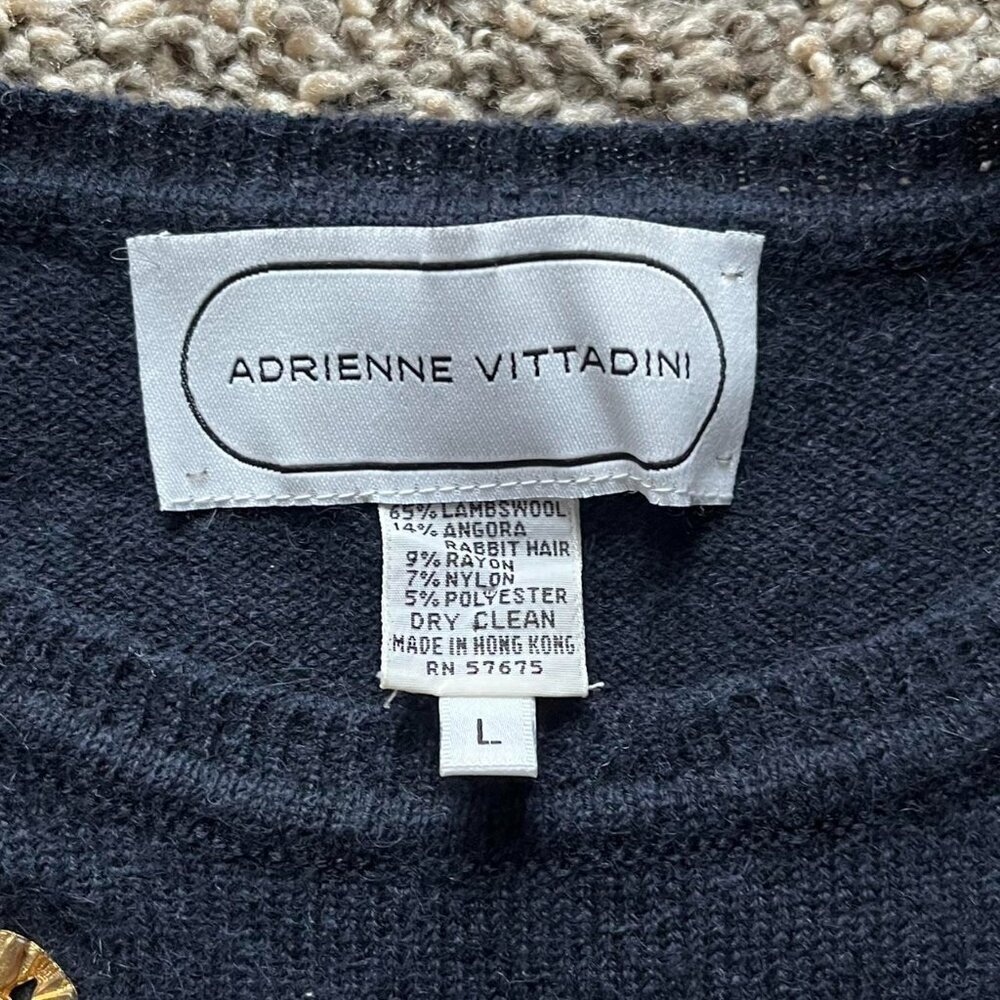 ADRIENNE VITTADINI
65% LAMBSWOOL
14% ANGORA
RABBIT HAIR
9% RAYON
7% NYLON
5% POLYESTER
DRY CLEAN
MADE IN HONG KONG
RN 57675
L